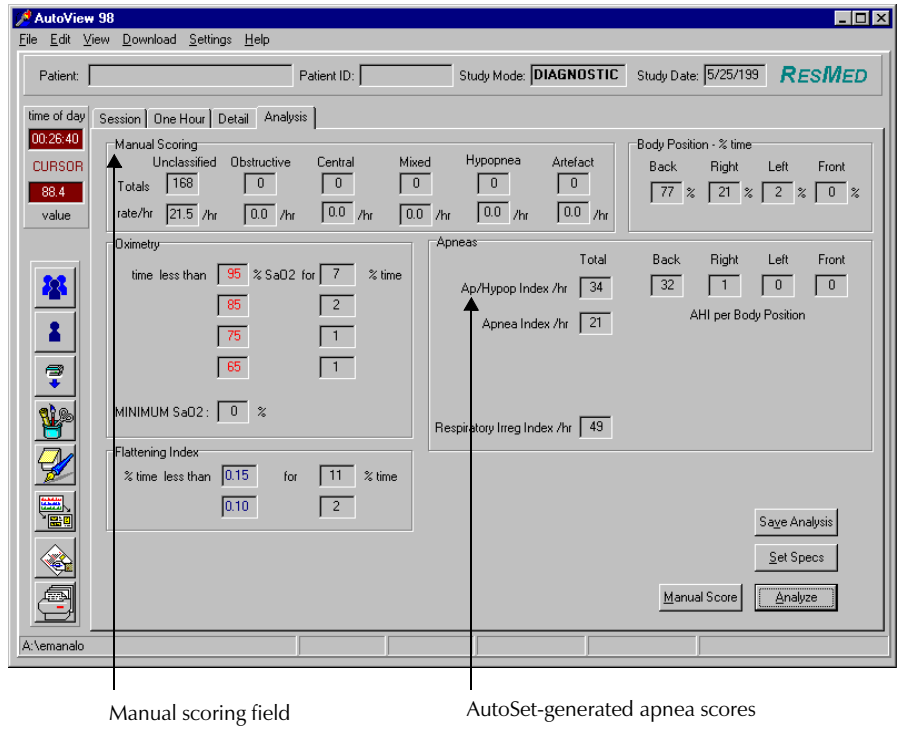 AutoView 98
File Edit View Download Settings Help
Patient: Patient ID: Study Mode: DIAGNOSTIC Study Date: 5/25/199 RESMED
time of day
00:26:40
CURSOR
88.4
value
Session One Hour Detail Analysis
Manual Scoring
Unclassified Obstructive Central Mixed Hypopnea Artefact
Totals 168 0 0 0 0 0
rate/hr 21.5 /hr 0.0 /hr 0.0 /hr 0.0 /hr 0.0 /hr 0.0 /hr
Body Position - % time
Back Right Left Front
77 % 21 % 2 % 0 %
Oximetry
time less than 95 % SaO2 for 7 % time
85 2
75 1
65 1
MINIMUM SaO2: 0 %
Apneas
Total Back Right Left Front
Ap/Hypop Index /hr 34 32 1 0 0
Apnea Index /hr 21 AHI per Body Position
Respiratory Irreg Index /hr 49
Flattening Index
% time less than 0.15 for 11 % time
0.10 2
Save Analysis
Set Specs
Manual Score Analyze
A:\emanalo
Manual scoring field
AutoSet-generated apnea scores